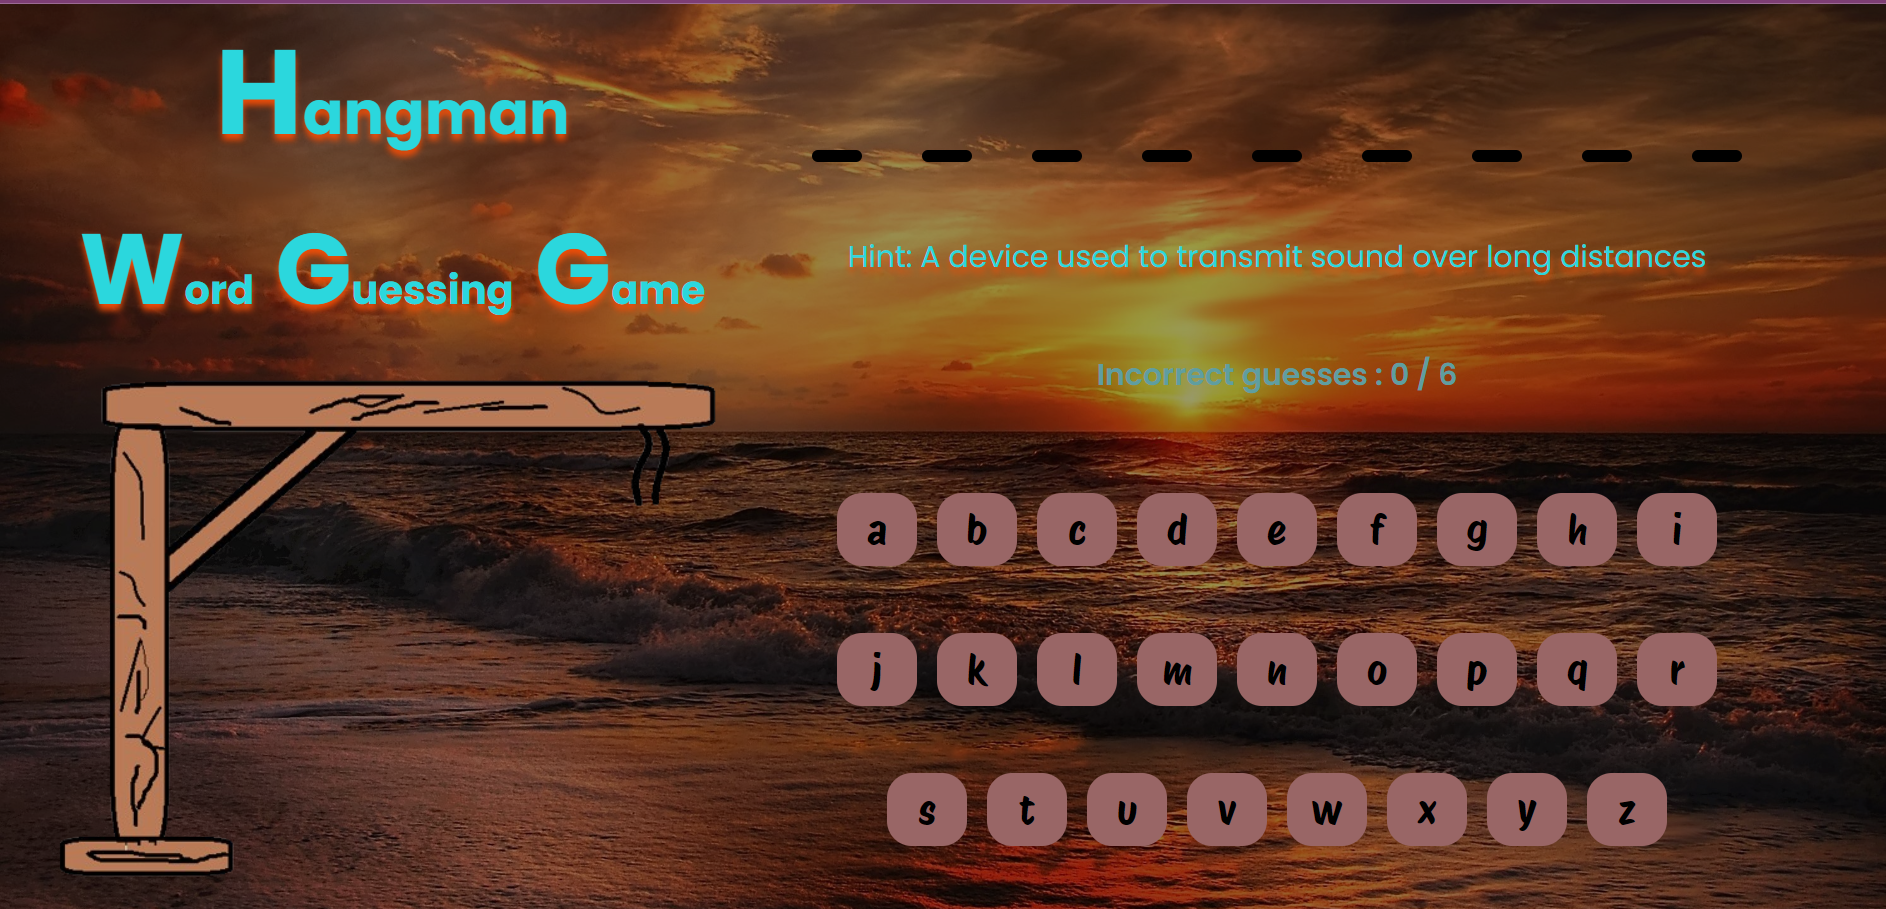 Hangman
Word Guessing Game
Hint: A device used to transmit sound over long distances
Incorrect guesses : 0 / 6
a b c d e f g h i
j k l m n o p q r
s t u v w x y z